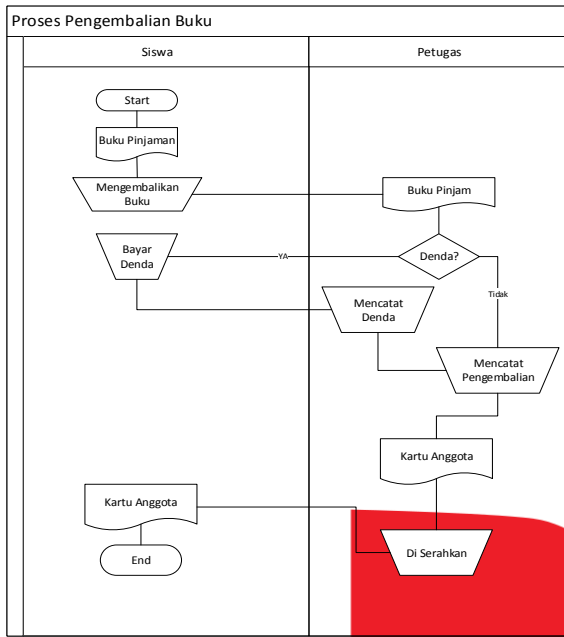 Proses Pengembalian Buku
Siswa
Petugas
Start
Buku Pinjaman
Mengembalikan
Buku
Buku Pinjam
Bayar
Denda
YA
Denda?
Tidak
Mencatat
Denda
Mencatat
Pengembalian
Kartu Anggota
Kartu Anggota
Di Serahkan
End